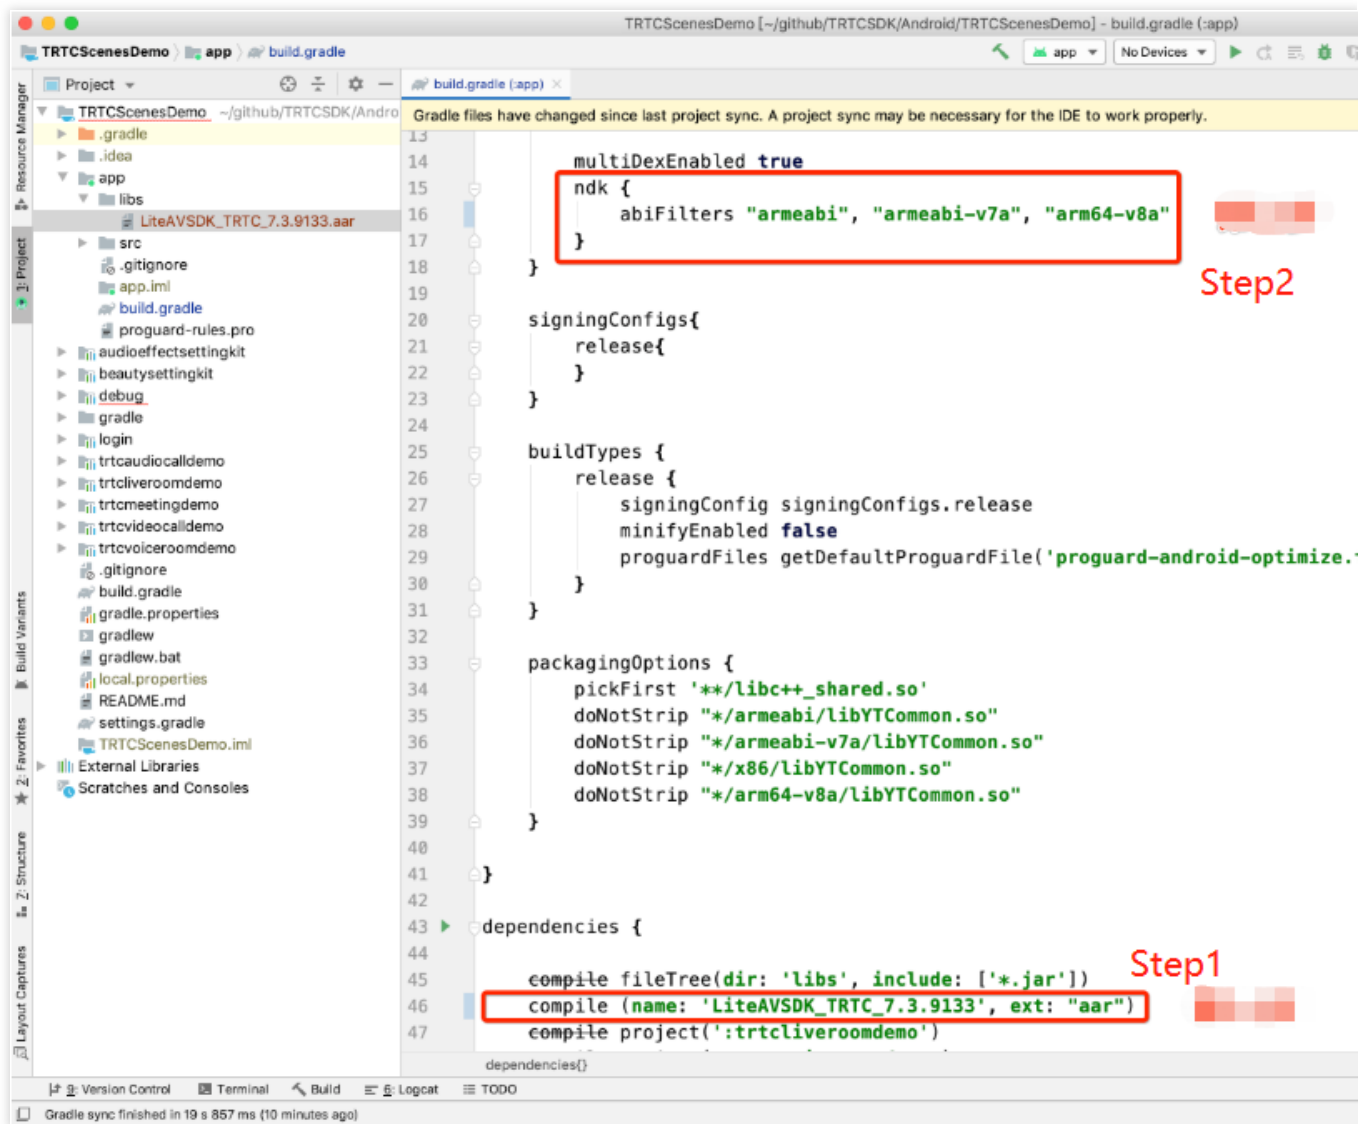 TRTCScenesDemo [~/github/TRTCSDK/Android/TRTCScenesDemo] - build.gradle (:app)
TRTCScenesDemo app build.gradle
app No Devices
Project
build.gradle (:app)
TRTCScenesDemo ~/github/TRTCSDK/Andro
.gradle
.idea
app
libs
LiteAVSDK_TRTC_7.3.9133.aar
src
.gitignore
app.iml
build.gradle
proguard-rules.pro
audioeffectsettingkit
beautysettingkit
debug
gradle
login
trtcaudiocalldemo
trtcliveroomdemo
trtcmeetingdemo
trtcvideocalldemo
trtcvoiceroomdemo
.gitignore
build.gradle
gradle.properties
gradlew
gradlew.bat
local.properties
README.md
settings.gradle
TRTCScenesDemo.iml
External Libraries
Scratches and Consoles
Resource Manager
1: Project
Build Variants
2: Favorites
Z: Structure
Layout Captures
Gradle files have changed since last project sync. A project sync may be necessary for the IDE to work properly.
13
14 multiDexEnabled true
15 ndk {
16 abiFilters "armeabi", "armeabi-v7a", "arm64-v8a"
17 }
18 }
Step2
19
20 signingConfigs{
21 release{
22 }
23 }
24
25 buildTypes {
26 release {
27 signingConfig signingConfigs.release
28 minifyEnabled false
29 proguardFiles getDefaultProguardFile('proguard-android-optimize.
30 }
31 }
32
33 packagingOptions {
34 pickFirst '**/libc++_shared.so'
35 doNotStrip "*/armeabi/libYTCommon.so"
36 doNotStrip "*/armeabi-v7a/libYTCommon.so"
37 doNotStrip "*/x86/libYTCommon.so"
38 doNotStrip "*/arm64-v8a/libYTCommon.so"
39 }
40
41 }
42
43 dependencies {
44
Step1
45 compile fileTree(dir: 'libs', include: ['*.jar'])
46 compile (name: 'LiteAVSDK_TRTC_7.3.9133', ext: "aar")
47 compile project(':trtcliveroomdemo')
dependencies{}
9: Version Control Terminal Build 6: Logcat TODO
Gradle sync finished in 19 s 857 ms (10 minutes ago)